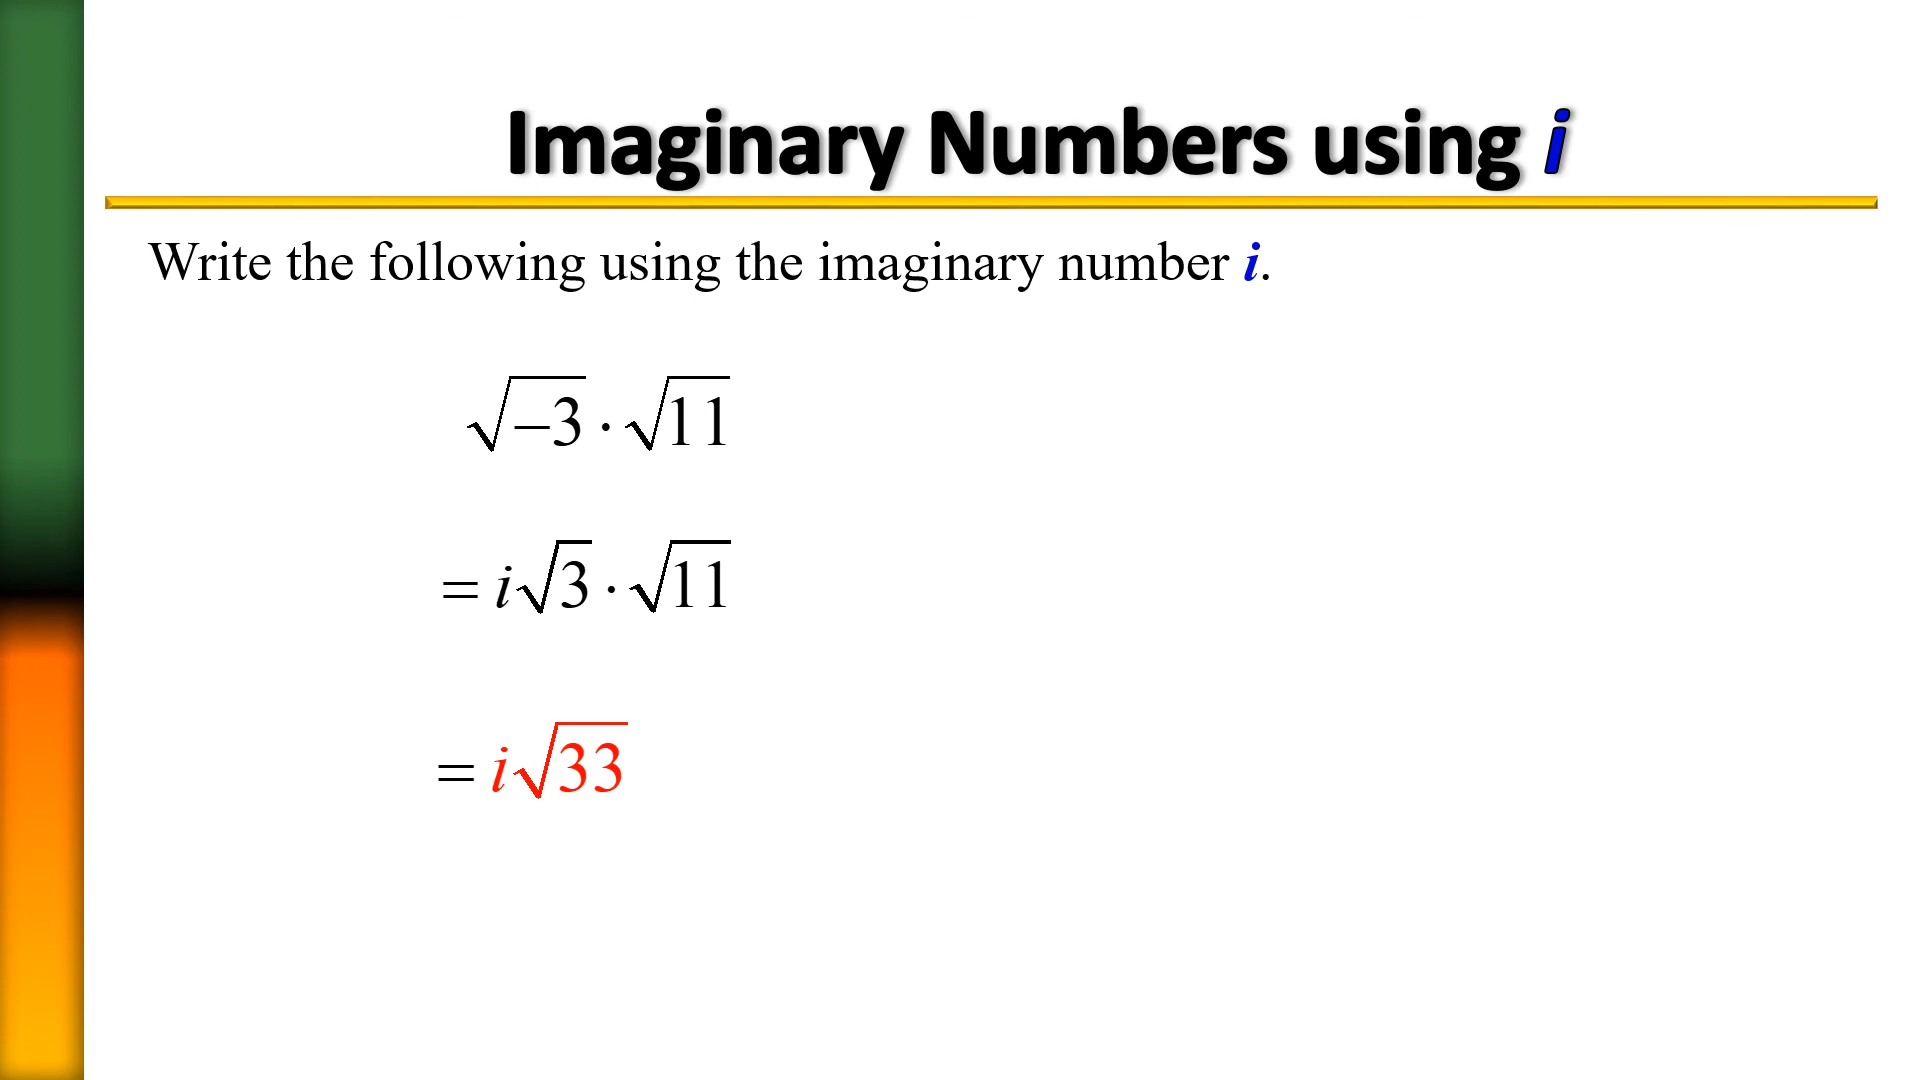 Imaginary Numbers using i
Write the following using the imaginary number i.
√−3 · √11
= i√3 · √11
= i√33